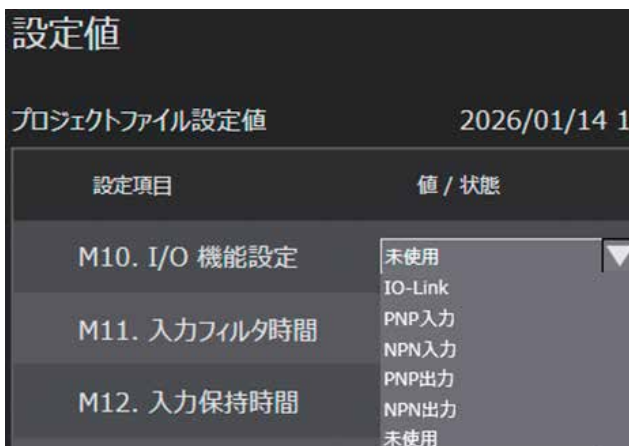 設定値
プロジェクトファイル設定値 2026/01/14 1
設定項目 値 / 状態
M10. I/O 機能設定 未使用
IO-Link
PNP入力
M11. 入力フィルタ時間
NPN入力
PNP出力
M12. 入力保持時間 NPN出力
未使用